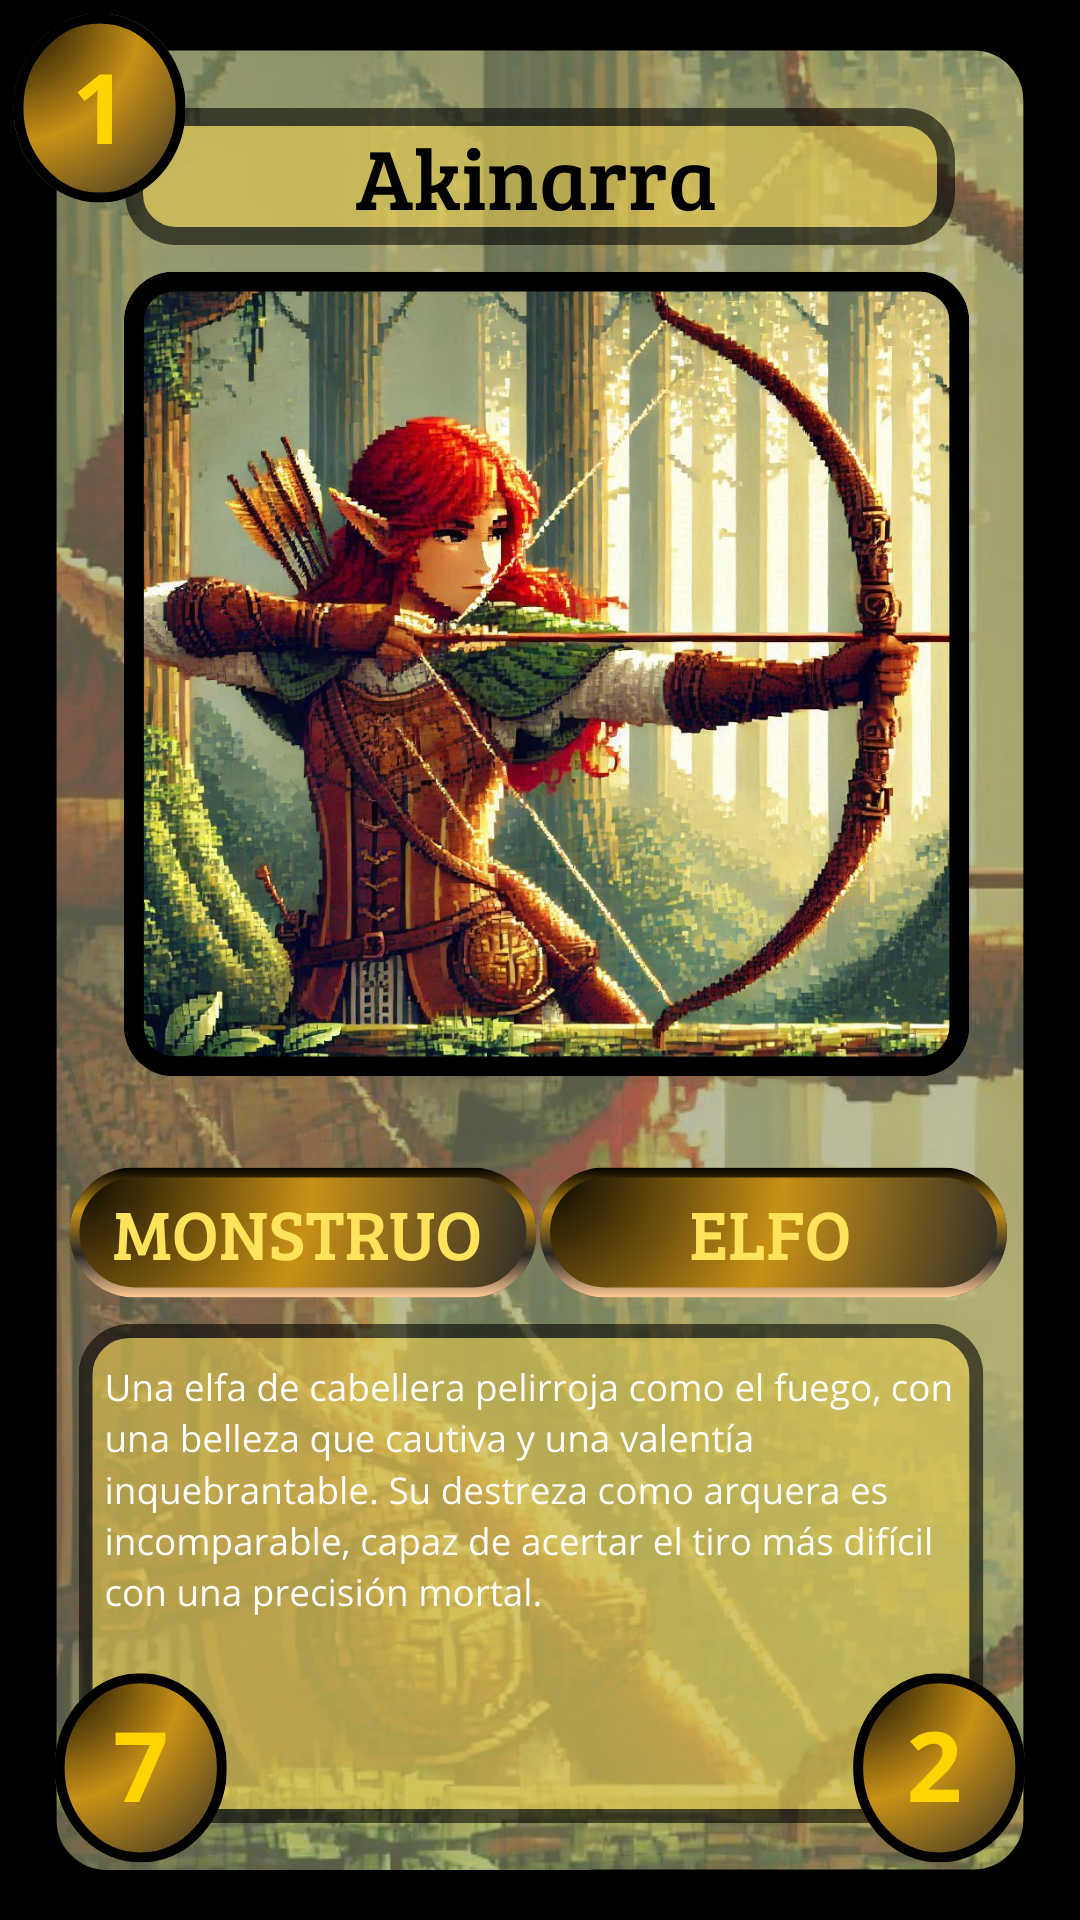 1
Akinarra
MONSTRUO
ELFO
Una elfa de cabellera pelirroja como el fuego, con
una belleza que cautiva y una valentía
inquebrantable. Su destreza como arquera es
incomparable, capaz de acertar el tiro más difícil
con una precisión mortal.
7
2